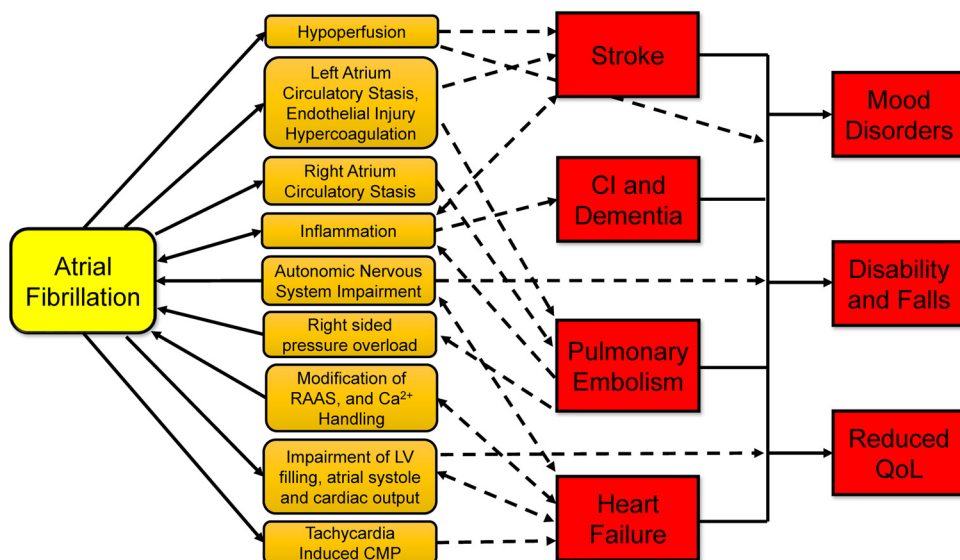 Atrial
Fibrillation
Hypoperfusion
Left Atrium
Circulatory Stasis,
Endothelial Injury
Hypercoagulation
Right Atrium
Circulatory Stasis
Inflammation
Autonomic Nervous
System Impairment
Right sided
pressure overload
Modification of
RAAS, and Ca²⁺
Handling
Impairment of LV
filling, atrial systole
and cardiac output
Tachycardia
Induced CMP
Stroke
CI and
Dementia
Pulmonary
Embolism
Heart
Failure
Mood
Disorders
Disability
and Falls
Reduced
QoL